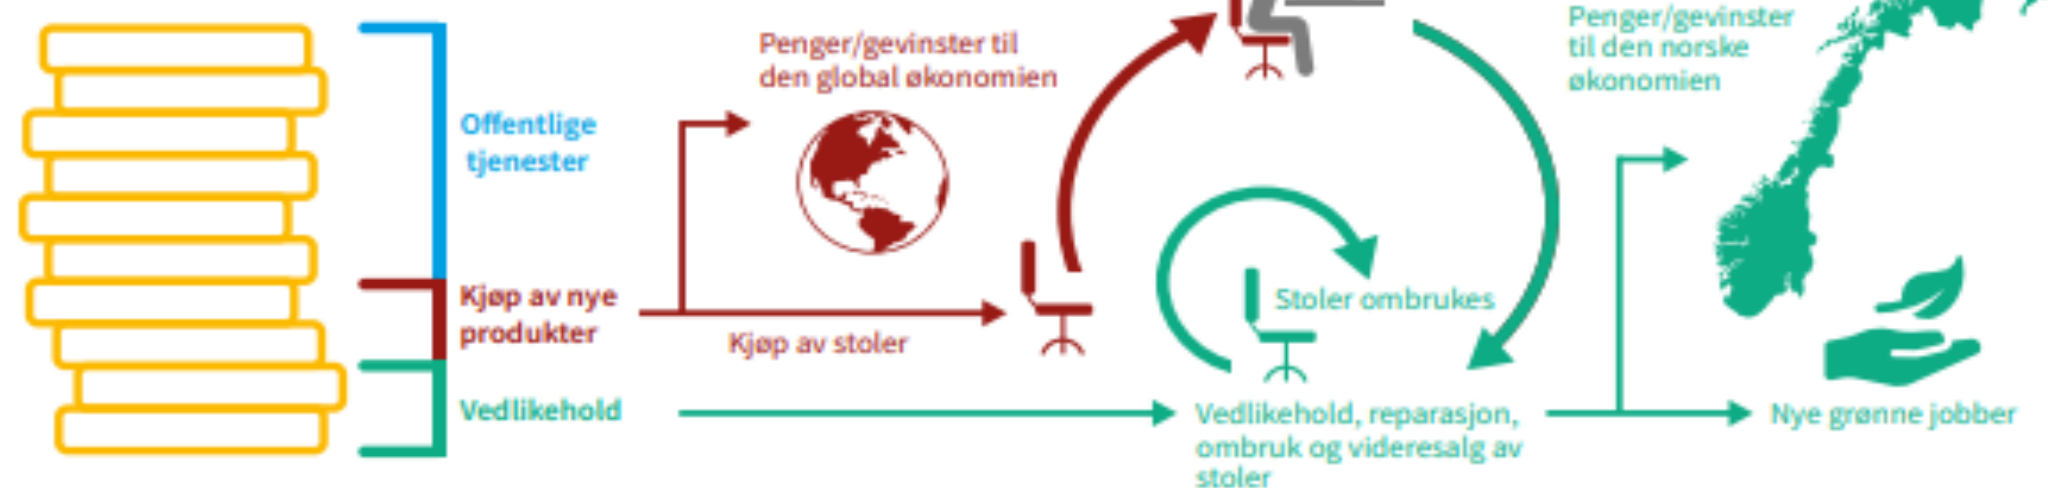 Offentlige
tjenester
Kjøp av nye
produkter
Vedlikehold
Penger/gevinster til
den global økonomien
Kjøp av stoler
Stoler ombrukes
Vedlikehold, reparasjon,
ombruk og videresalg av
stoler
Penger/gevinster
til den norske
økonomien
Nye grønne jobber